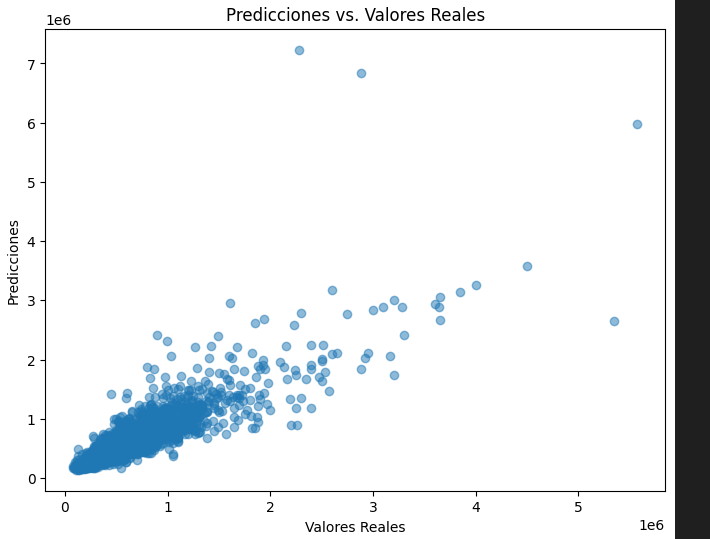 Predicciones vs. Valores Reales
1e6
7
6
5
4
3
2
1
0
Predicciones
0 1 2 3 4 5
1e6
Valores Reales